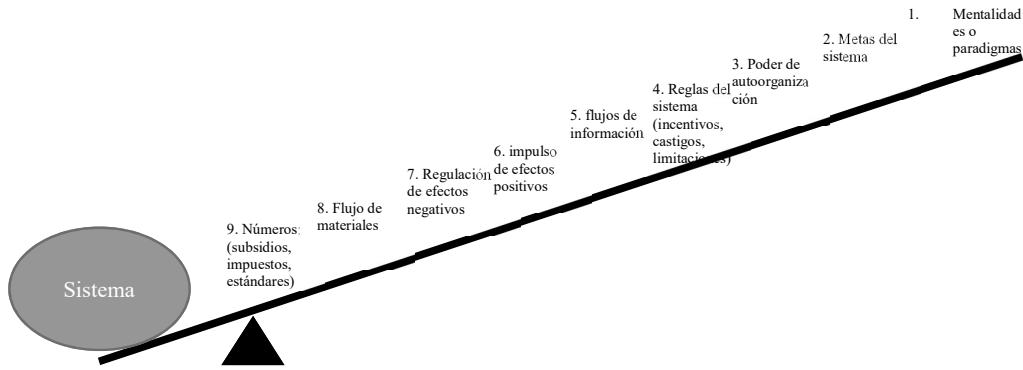 1. Mentalidad
es o
paradigmas
2. Metas del
sistema
3. Poder de
autoorganiza
ción
4. Reglas del
sistema
(incentivos,
castigos,
limitaciones)
5. flujos de
información
6. impulso
de efectos
positivos
7. Regulación
de efectos
negativos
8. Flujo de
materiales
9. Números:
(subsidios,
impuestos,
estándares)
Sistema